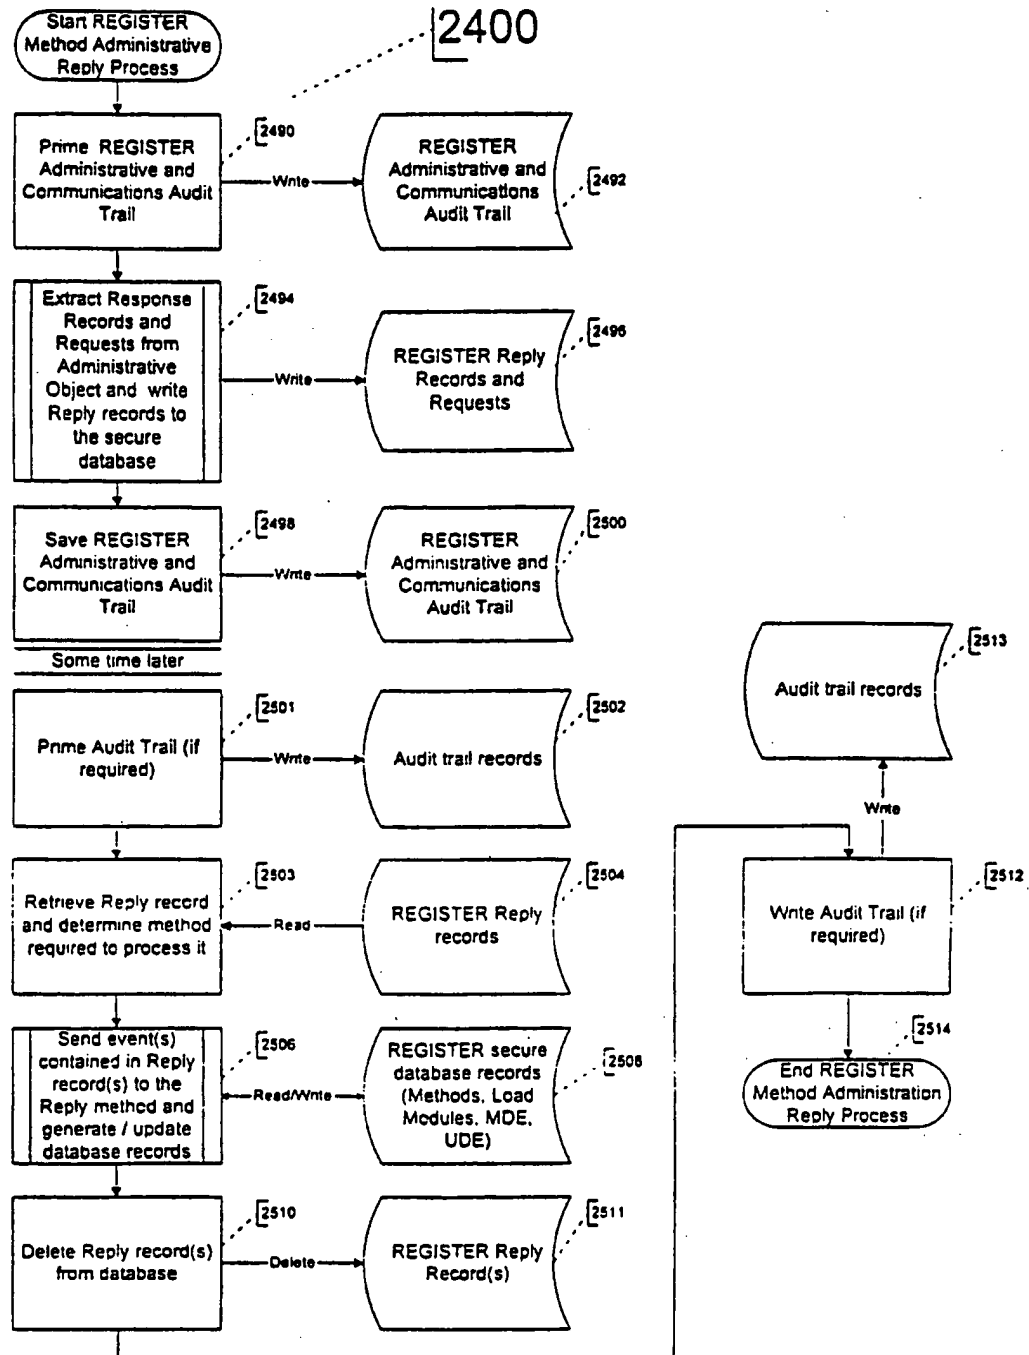 Start REGISTER
Method Administrative
Reply Process
2400
Prime REGISTER
Administrative and
Communications Audit
Trail
2490
Write
REGISTER
Administrative and
Communications
Audit Trail
2492
Extract Response
Records and
Requests from
Administrative
Object and write
Reply records to
the secure
database
2494
Write
REGISTER Reply
Records and
Requests
2496
Save REGISTER
Administrative and
Communications Audit
Trail
2498
Write
REGISTER
Administrative and
Communications
Audit Trail
2500
Some time later
Prime Audit Trail (if
required)
2501
Write
Audit trail records
2502
Retrieve Reply record
and determine method
required to process it
2503
Read
REGISTER Reply
records
2504
Send event(s)
contained in Reply
record(s) to the
Reply method and
generate / update
database records
2506
Read/Write
REGISTER secure
database records
(Methods, Load
Modules, MDE,
UDE)
2508
Delete Reply record(s)
from database
2510
Delete
REGISTER Reply
Record(s)
2511
Audit trail records
2513
Write
Write Audit Trail (if
required)
2512
2514
End REGISTER
Method Administration
Reply Process